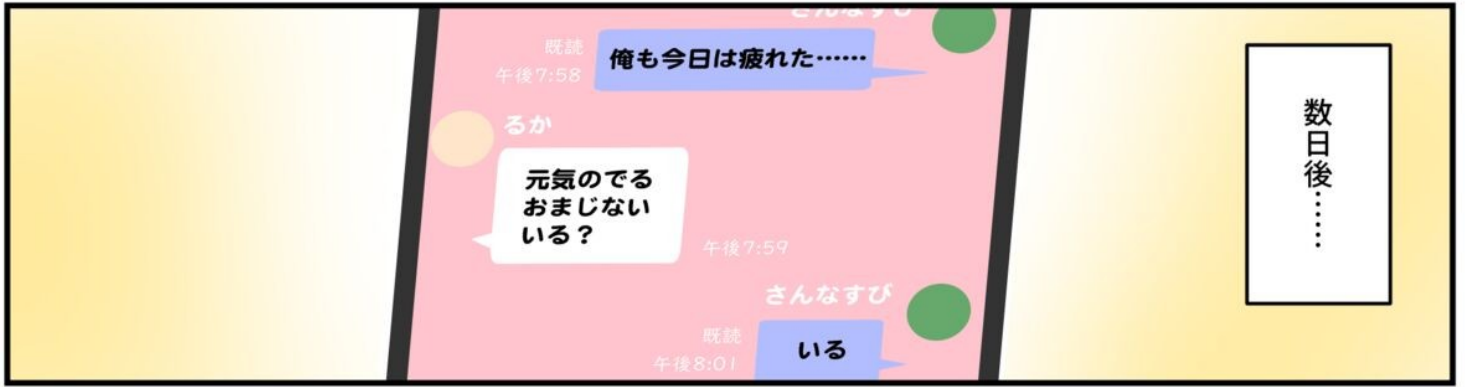 数日後……
さんなすび
既読
午後7:58
俺も今日は疲れた……
るか
元気のでる
おまじない
いる？
午後7:59
さんなすび
既読
午後8:01
いる